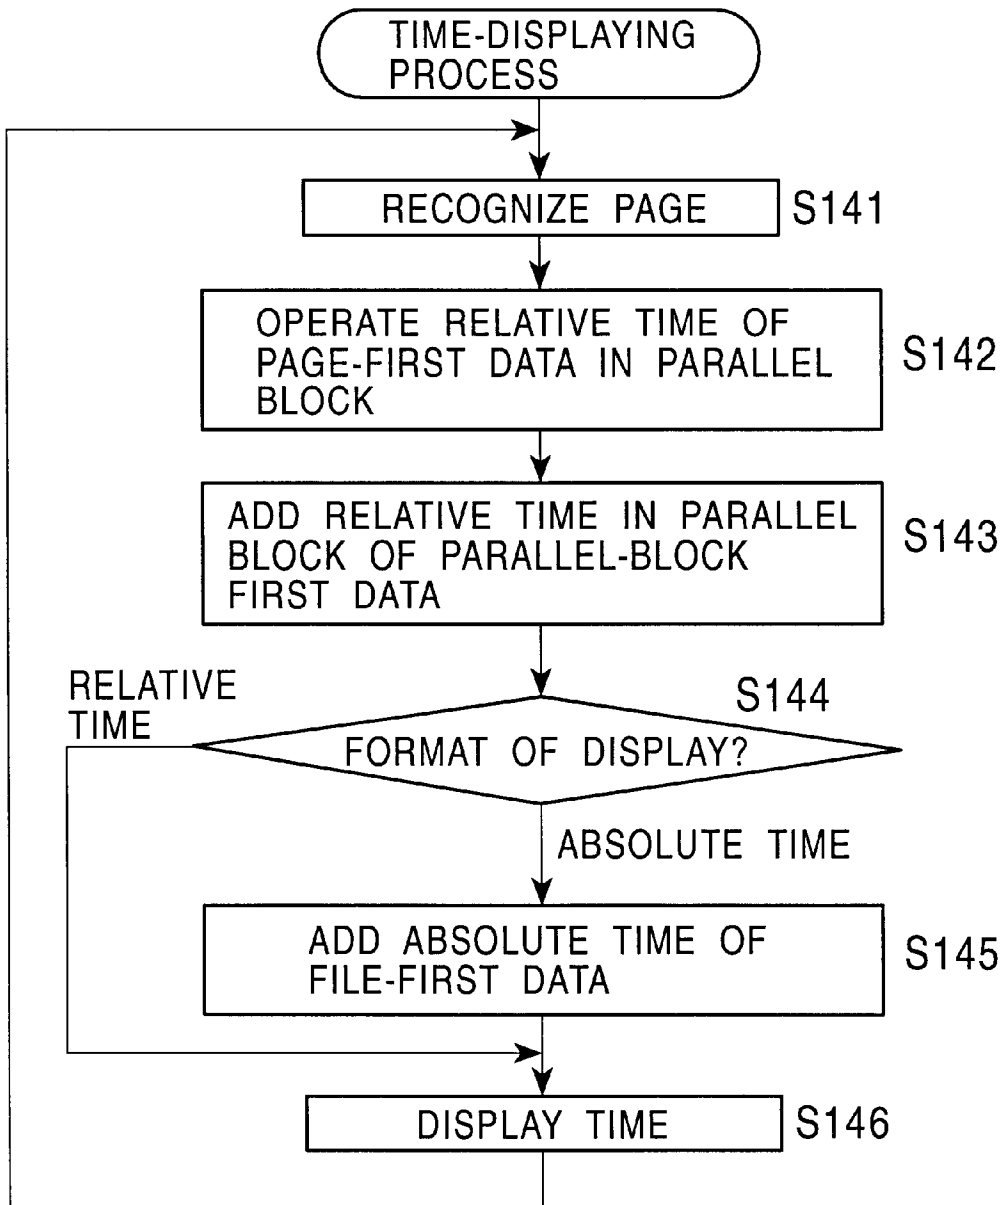 TIME-DISPLAYING
PROCESS
RECOGNIZE PAGE
S141
OPERATE RELATIVE TIME OF
PAGE-FIRST DATA IN PARALLEL
BLOCK
S142
ADD RELATIVE TIME IN PARALLEL
BLOCK OF PARALLEL-BLOCK
FIRST DATA
S143
RELATIVE
TIME
S144
FORMAT OF DISPLAY?
ABSOLUTE TIME
ADD ABSOLUTE TIME OF
FILE-FIRST DATA
S145
DISPLAY TIME
S146